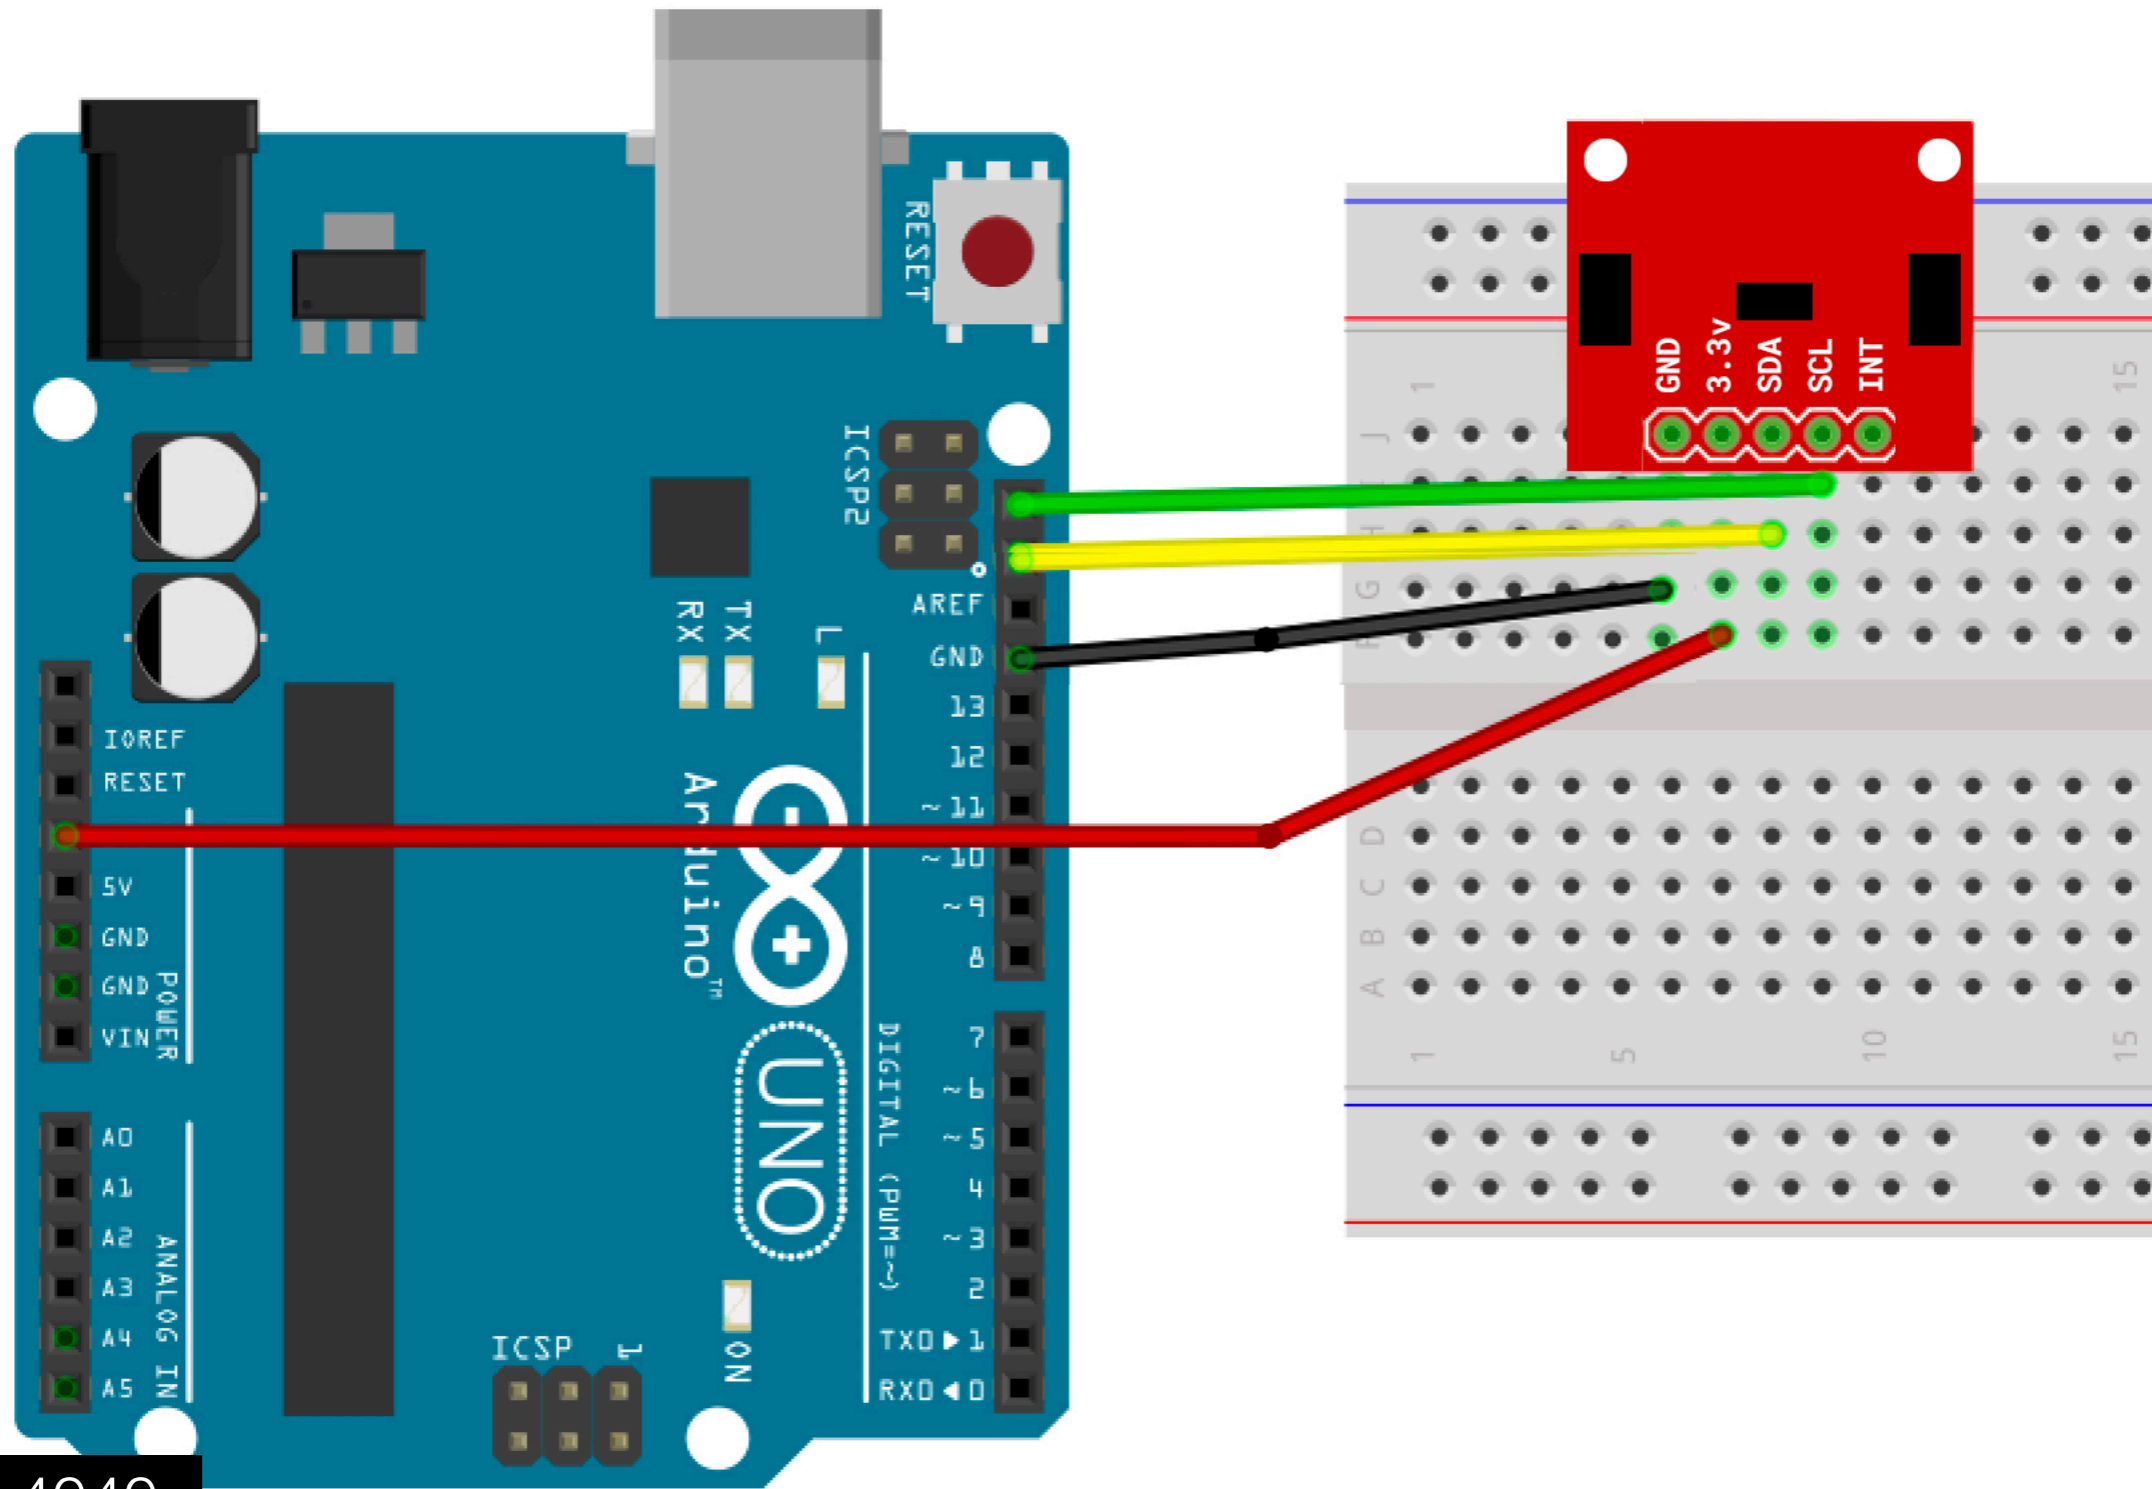 RESET
ICSP2
AREF
GND
13
12
~11
~10
~9
8
RX
TX
L
Arduino™
UNO
IOREF
RESET
5V
GND
GND
VIN
POWER
A0
A1
A2
A3
A4
A5
ANALOG IN
DIGITAL (PWM=~)
7
~6
~5
4
~3
2
TX0▶1
RX0◀0
ICSP
1
ON
GND
3.3v
SDA
SCL
INT
1
15
J
H
G
F
D
C
B
A
1
5
10
15